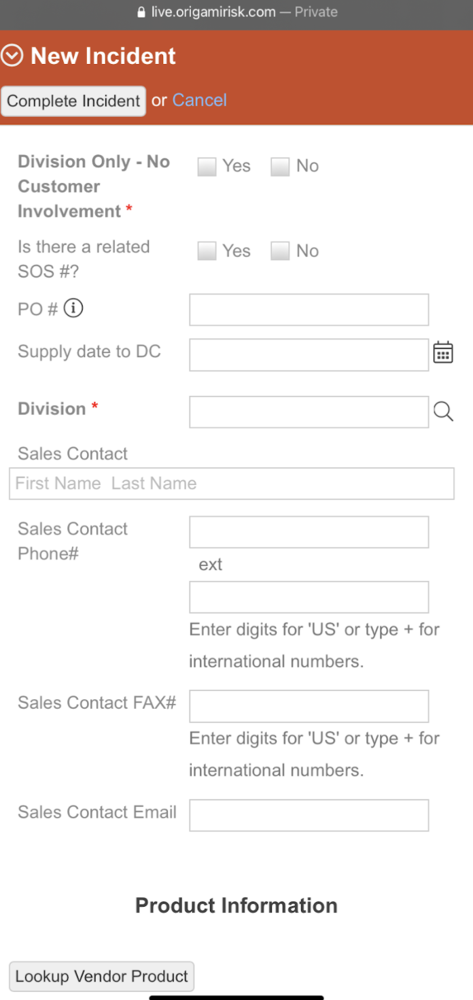 live.origamirisk.com — Private
New Incident
Complete Incident or Cancel
Division Only - No
Customer
Involvement *
Yes No
Is there a related
SOS #?
Yes No
PO #
Supply date to DC
Division *
Sales Contact
First Name Last Name
Sales Contact
Phone#
ext
Enter digits for 'US' or type + for
international numbers.
Sales Contact FAX#
Enter digits for 'US' or type + for
international numbers.
Sales Contact Email
Product Information
Lookup Vendor Product